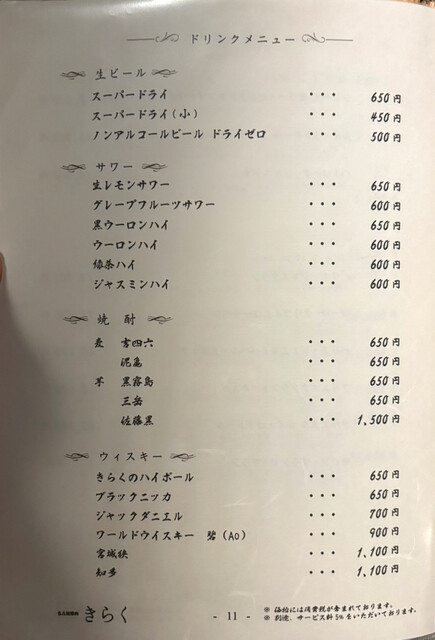 ドリンクメニュー
生ビール
スーパードライ ・・・ 650円
スーパードライ(小) ・・・ 450円
ノンアルコールビール ドライゼロ ・・・ 500円
サワー
生レモンサワー ・・・ 650円
グレープフルーツサワー ・・・ 600円
黒ウーロンハイ ・・・ 650円
ウーロンハイ ・・・ 600円
緑茶ハイ ・・・ 600円
ジャスミンハイ ・・・ 600円
焼酎
麦 吉四六 ・・・ 650円
泥亀 ・・・ 650円
芋 黒霧島 ・・・ 650円
三岳 ・・・ 650円
佐藤黒 ・・・ 1,500円
ウィスキー
きらくのハイボール ・・・ 650円
ブラックニッカ ・・・ 650円
ジャックダニエル ・・・ 700円
ワールドウイスキー 碧(Ao) ・・・ 900円
宮城狭 ・・・ 1,100円
知多 ・・・ 1,100円
きらく
- 11 -
※ 価格には消費税が含まれております。
※ 別途、サービス料5%をいただいております。